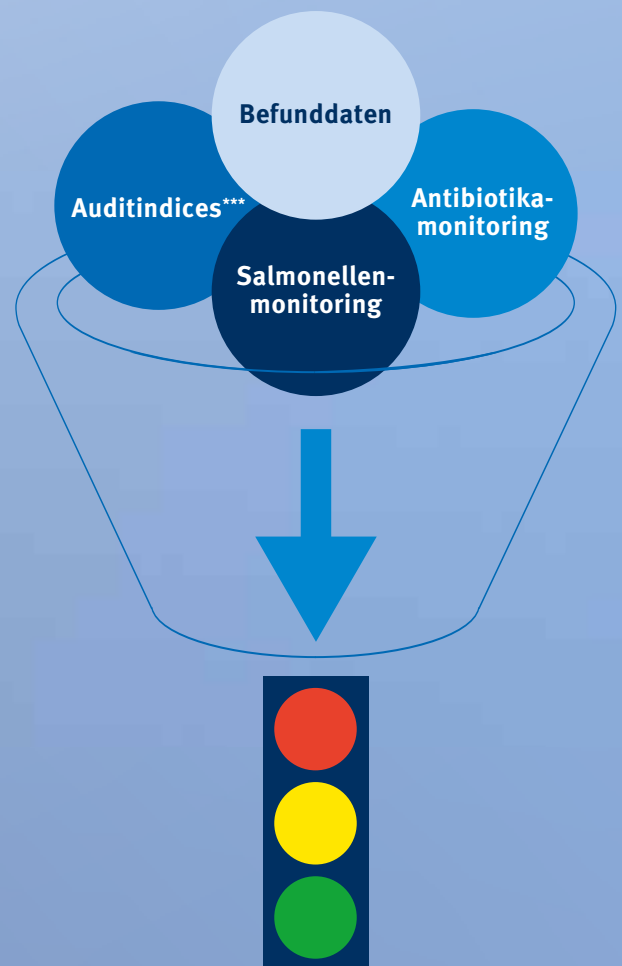 Befunddaten
Auditindices***
Antibiotika-
monitoring
Salmonellen-
monitoring